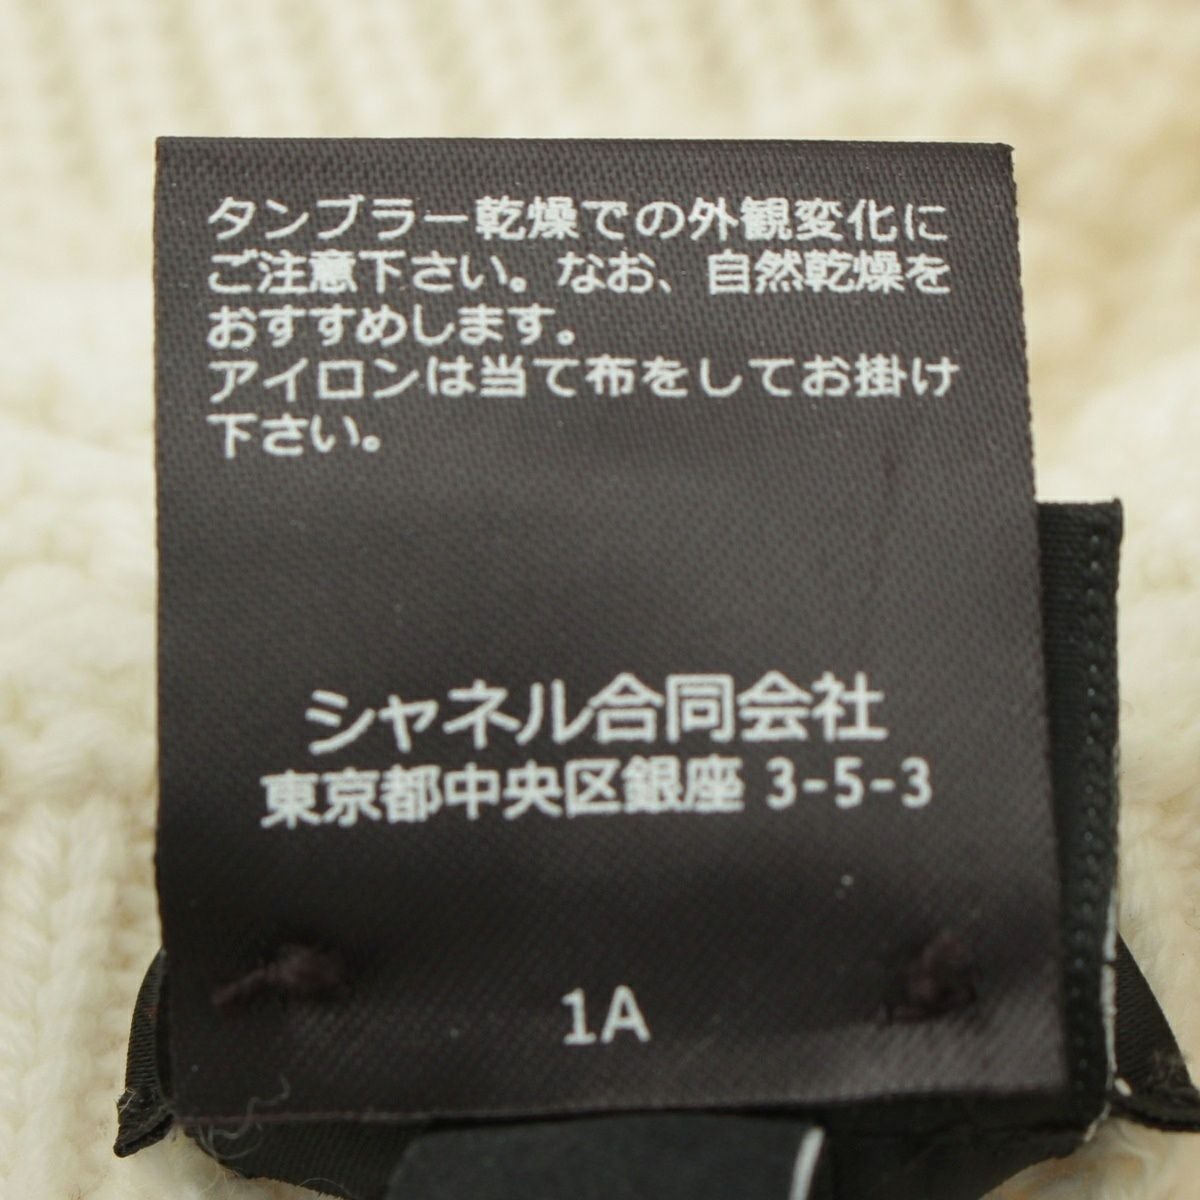 タンブラー乾燥での外観変化に
ご注意下さい。なお、自然乾燥を
おすすめします。
アイロンは当て布をしてお掛け
下さい。
シャネル合同会社
東京都中央区銀座 3-5-3
1A